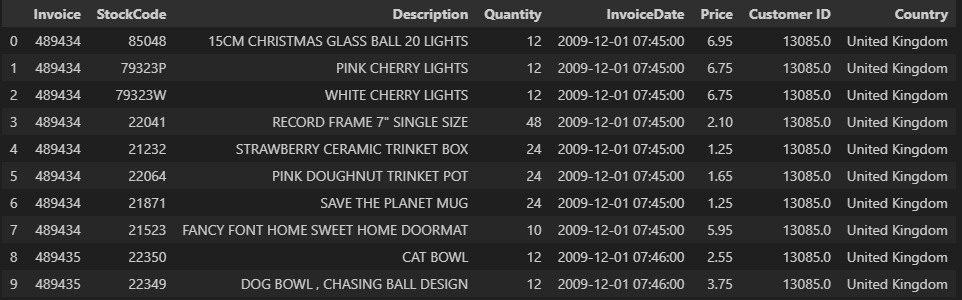 Invoice StockCode Description Quantity InvoiceDate Price Customer ID Country
0 489434 85048 15CM CHRISTMAS GLASS BALL 20 LIGHTS 12 2009-12-01 07:45:00 6.95 13085.0 United Kingdom
1 489434 79323P PINK CHERRY LIGHTS 12 2009-12-01 07:45:00 6.75 13085.0 United Kingdom
2 489434 79323W WHITE CHERRY LIGHTS 12 2009-12-01 07:45:00 6.75 13085.0 United Kingdom
3 489434 22041 RECORD FRAME 7" SINGLE SIZE 48 2009-12-01 07:45:00 2.10 13085.0 United Kingdom
4 489434 21232 STRAWBERRY CERAMIC TRINKET BOX 24 2009-12-01 07:45:00 1.25 13085.0 United Kingdom
5 489434 22064 PINK DOUGHNUT TRINKET POT 24 2009-12-01 07:45:00 1.65 13085.0 United Kingdom
6 489434 21871 SAVE THE PLANET MUG 24 2009-12-01 07:45:00 1.25 13085.0 United Kingdom
7 489434 21523 FANCY FONT HOME SWEET HOME DOORMAT 10 2009-12-01 07:45:00 5.95 13085.0 United Kingdom
8 489435 22350 CAT BOWL 12 2009-12-01 07:46:00 2.55 13085.0 United Kingdom
9 489435 22349 DOG BOWL , CHASING BALL DESIGN 12 2009-12-01 07:46:00 3.75 13085.0 United Kingdom